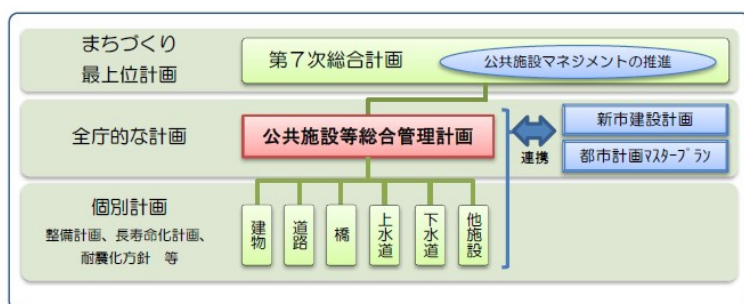 まちづくり
最上位計画
第７次総合計画
公共施設マネジメントの推進
全庁的な計画
公共施設等総合管理計画
連携
新市建設計画
都市計画ﾏｽﾀｰﾌﾟﾗﾝ
個別計画
整備計画、長寿命化計画、
耐震化方針　等
建物
道路
橋
上水道
下水道
他施設